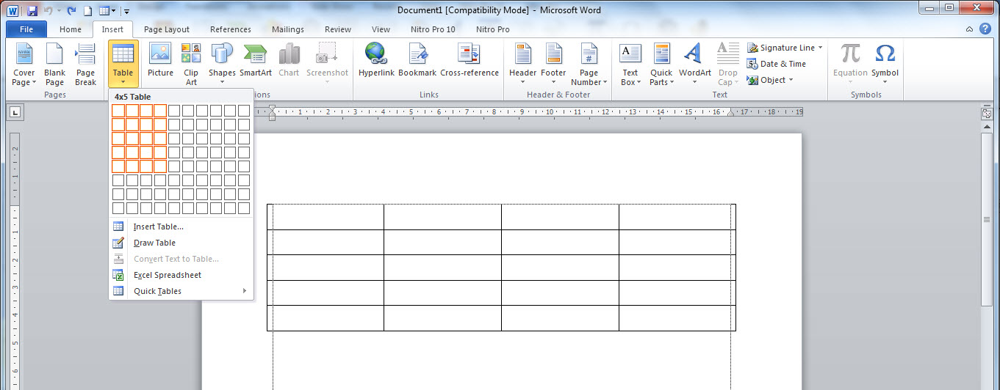 Document1 [Compatibility Mode] - Microsoft Word
File Home Insert Page Layout References Mailings Review View Nitro Pro 10 Nitro Pro
Cover Page
Blank Page
Page Break
Table
Picture
Clip Art
Shapes
SmartArt
Chart
Screenshot
Hyperlink
Bookmark
Cross-reference
Header
Footer
Page Number
Text Box
Quick Parts
WordArt
Drop Cap
Signature Line
Date & Time
Object
Equation
Symbol
Pages
ions
Links
Header & Footer
Text
Symbols
4x5 Table
1 2 3 4 5 6 7 8 9 10 11 12 13 14 15 16 17 18 19
2
1
1
2
3
4
5
6
Insert Table...
Draw Table
Convert Text to Table...
Excel Spreadsheet
Quick Tables